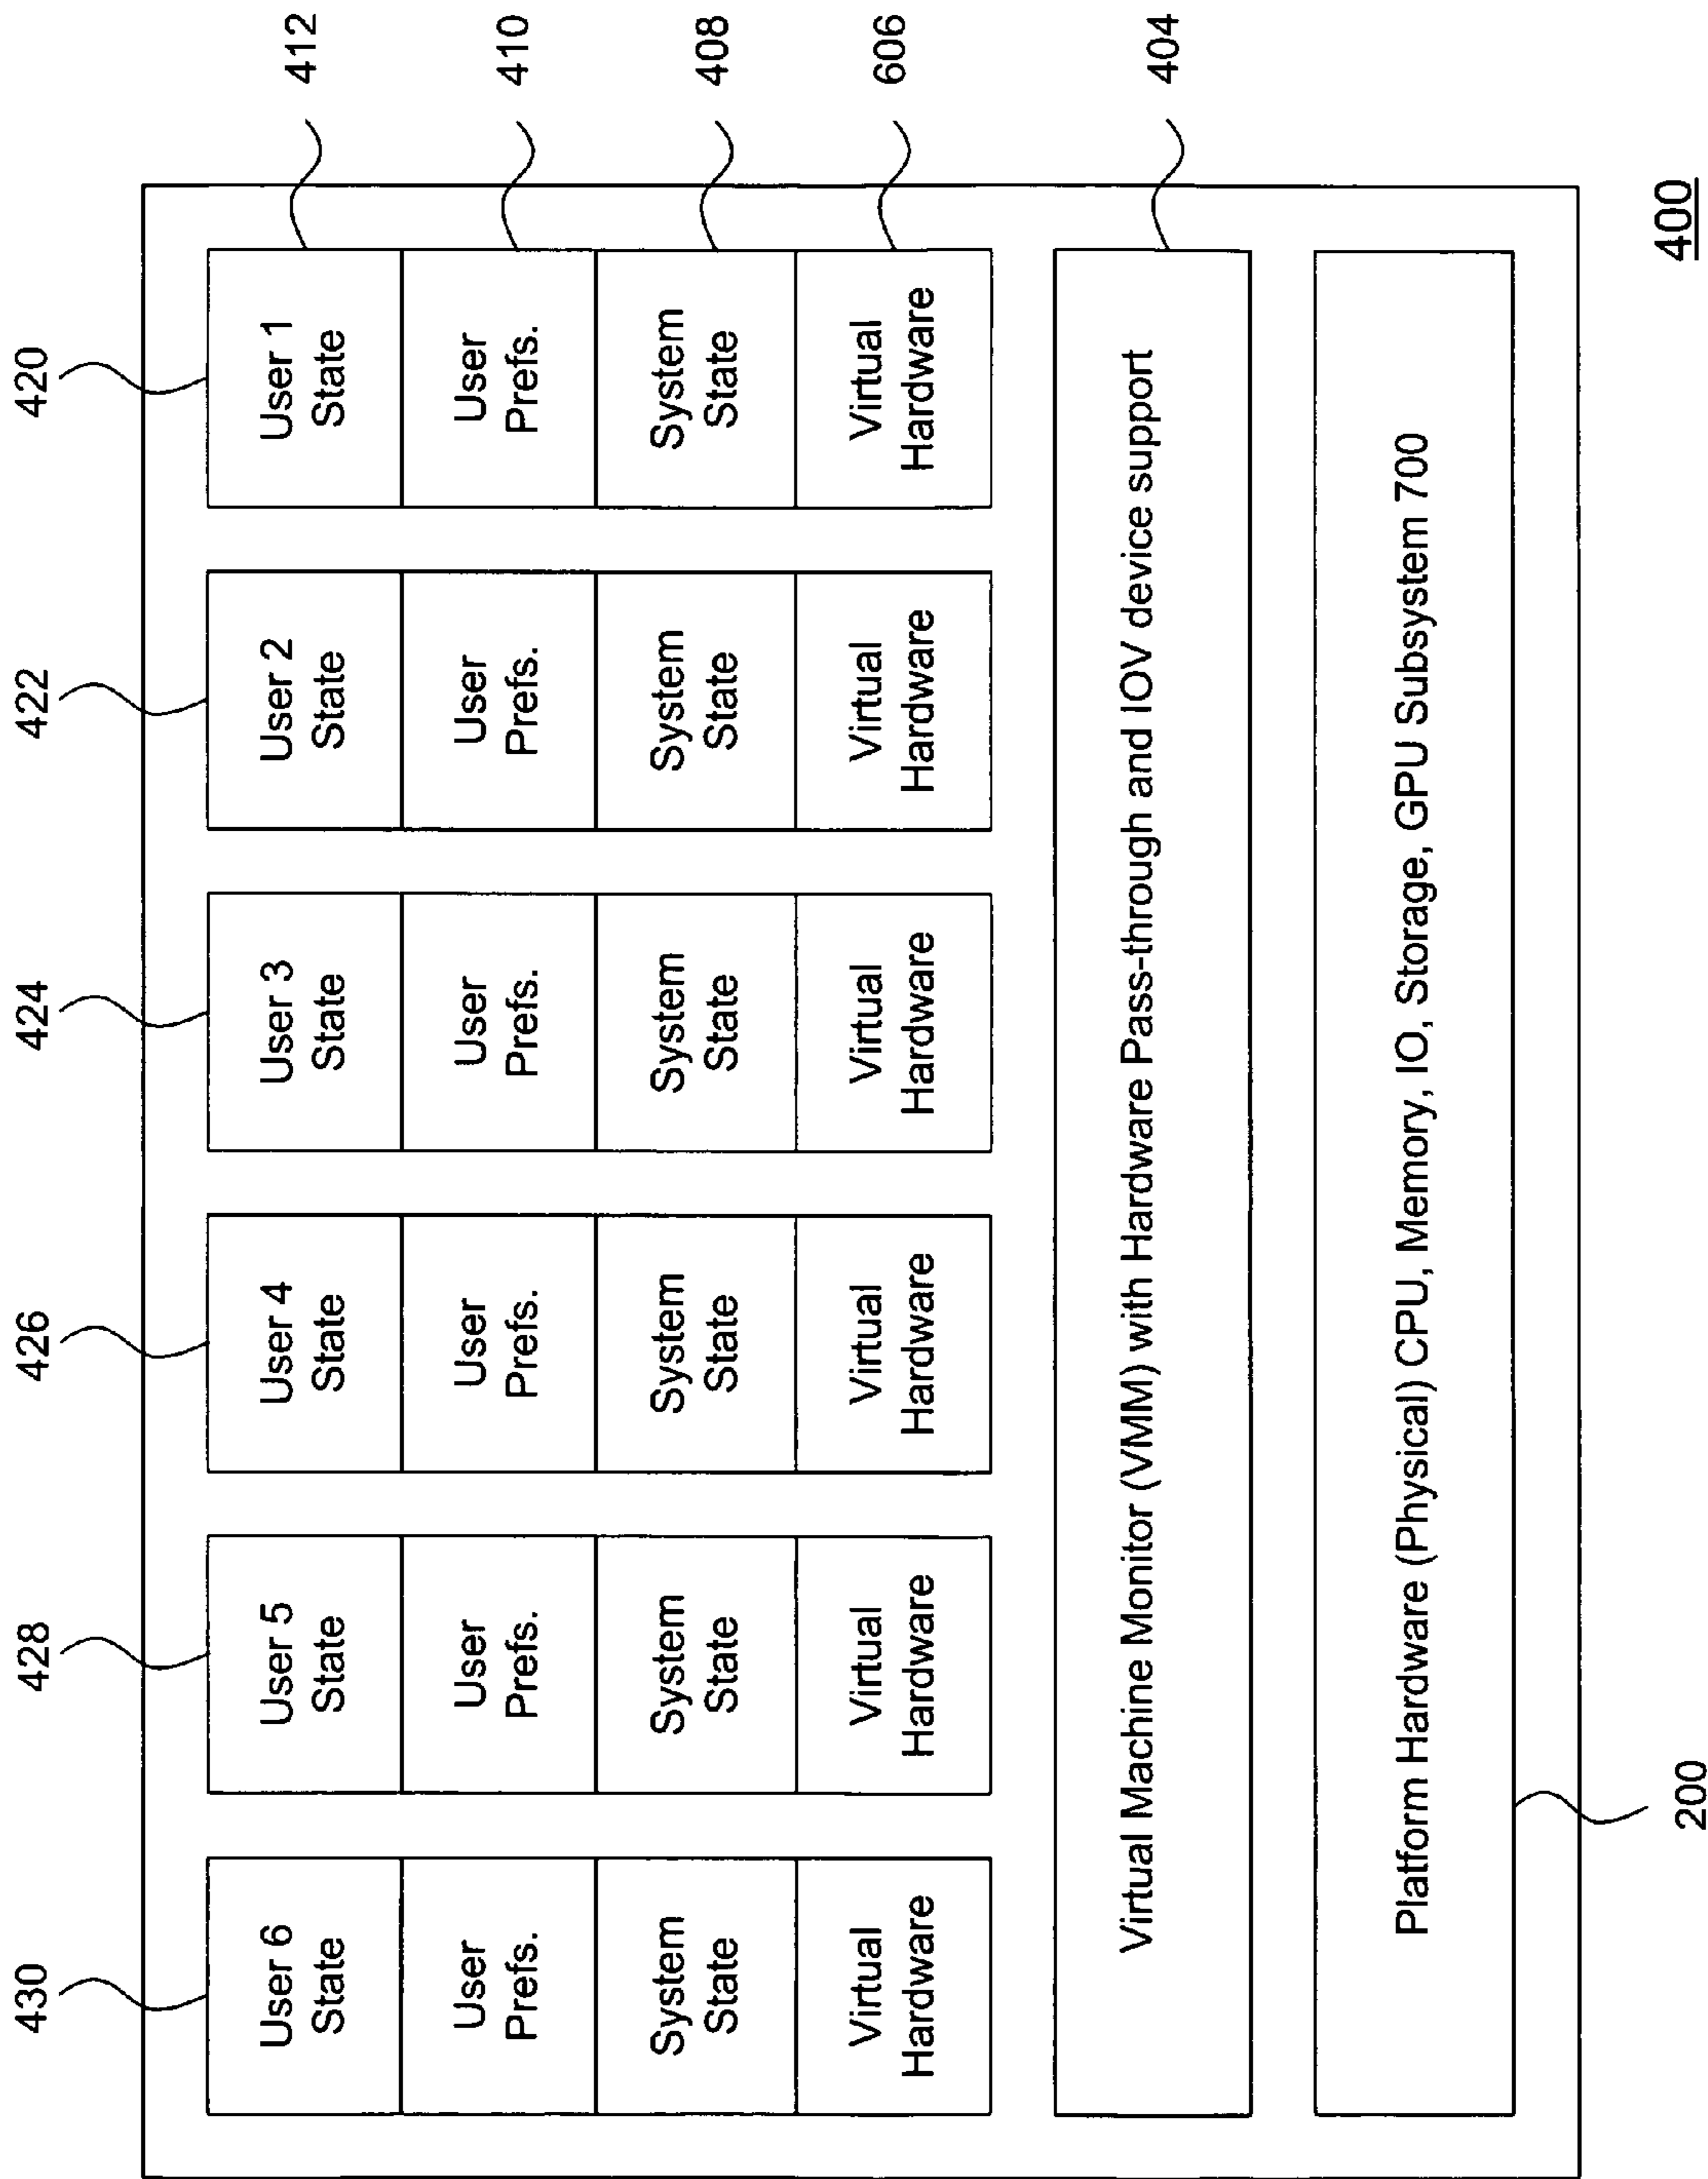 430
428
426
424
422
420
User 6
State
User 5
State
User 4
State
User 3
State
User 2
State
User 1
State
412
User
Prefs.
User
Prefs.
User
Prefs.
User
Prefs.
User
Prefs.
User
Prefs.
410
System
State
System
State
System
State
System
State
System
State
System
State
408
Virtual
Hardware
Virtual
Hardware
Virtual
Hardware
Virtual
Hardware
Virtual
Hardware
Virtual
Hardware
606
Virtual Machine Monitor (VMM) with Hardware Pass-through and IOV device support
404
Platform Hardware (Physical) CPU, Memory, IO, Storage, GPU Subsystem 700
200
400